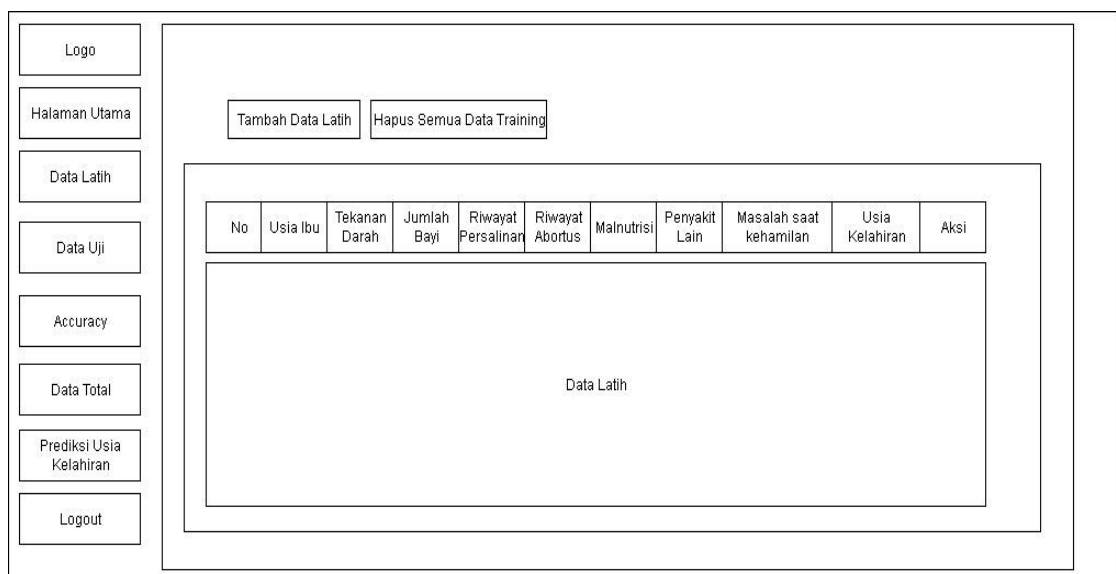 Logo
Halaman Utama
Data Latih
Data Uji
Accuracy
Data Total
Prediksi Usia
Kelahiran
Logout
Tambah Data Latih
Hapus Semua Data Training
No
Usia Ibu
Tekanan
Darah
Jumlah
Bayi
Riwayat
Persalinan
Riwayat
Abortus
Malnutrisi
Penyakit
Lain
Masalah saat
kehamilan
Usia
Kelahiran
Aksi
Data Latih